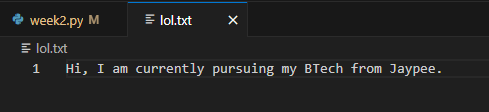 week2.py M lol.txt
lol.txt
1 Hi, I am currently pursuing my BTech from Jaypee.